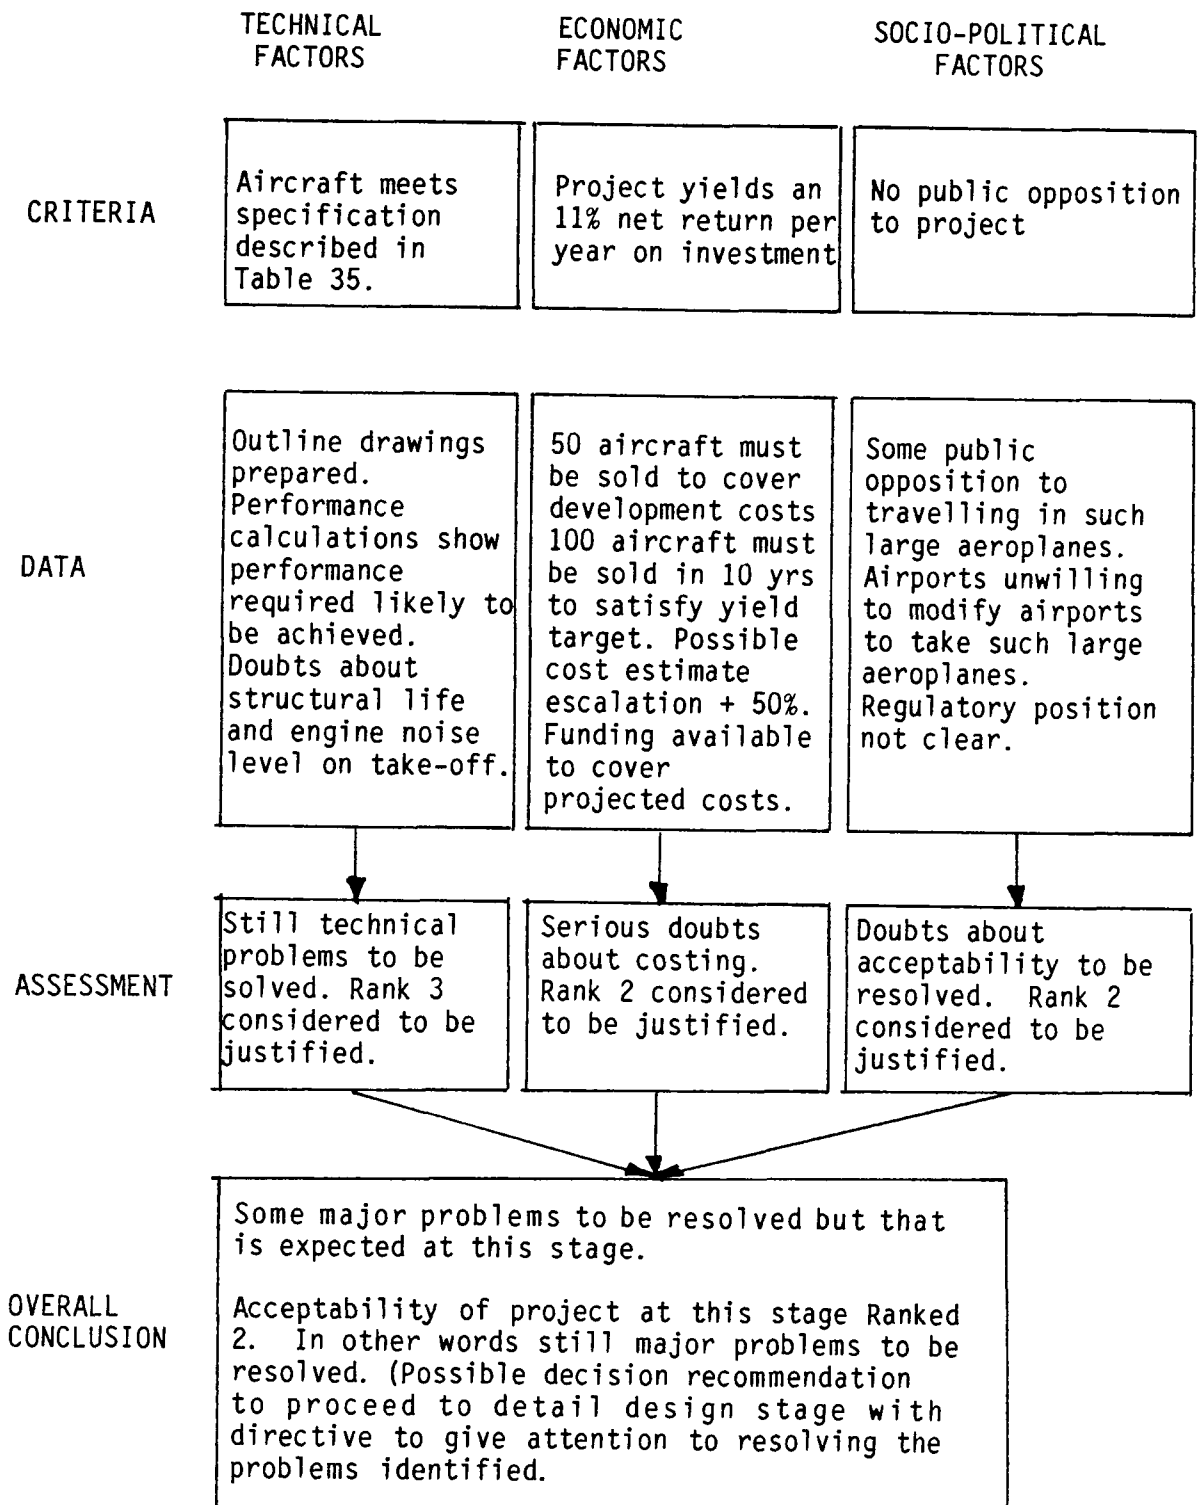 TECHNICAL
FACTORS
ECONOMIC
FACTORS
SOCIO-POLITICAL
FACTORS
CRITERIA
Aircraft meets
specification
described in
Table 35.
Project yields an
11% net return per
year on investment
No public opposition
to project
DATA
Outline drawings
prepared.
Performance
calculations show
performance
required likely to
be achieved.
Doubts about
structural life
and engine noise
level on take-off.
50 aircraft must
be sold to cover
development costs
100 aircraft must
be sold in 10 yrs
to satisfy yield
target. Possible
cost estimate
escalation + 50%.
Funding available
to cover
projected costs.
Some public
opposition to
travelling in such
large aeroplanes.
Airports unwilling
to modify airports
to take such large
aeroplanes.
Regulatory position
not clear.
ASSESSMENT
Still technical
problems to be
solved. Rank 3
considered to be
justified.
Serious doubts
about costing.
Rank 2 considered
to be justified.
Doubts about
acceptability to be
resolved. Rank 2
considered to be
justified.
OVERALL
CONCLUSION
Some major problems to be resolved but that
is expected at this stage.
Acceptability of project at this stage Ranked
2. In other words still major problems to be
resolved. (Possible decision recommendation
to proceed to detail design stage with
directive to give attention to resolving the
problems identified.